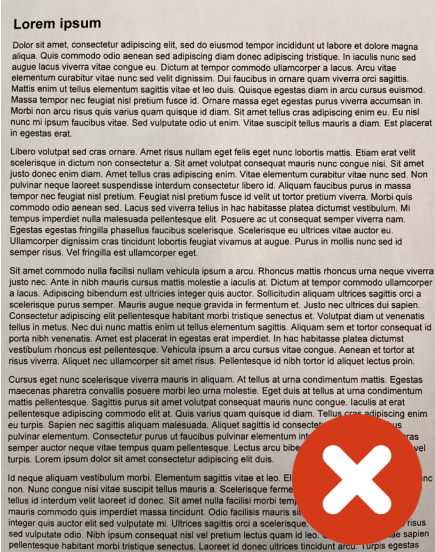 Lorem ipsum
Dolor sit amet, consectetur adipiscing elit, sed do eiusmod tempor incididunt ut labore et dolore magna
aliqua. Quis commodo odio aenean sed adipiscing diam donec adipiscing tristique. In iaculis nunc sed
augue lacus viverra vitae congue eu. Dictum at tempor commodo ullamcorper a lacus. Arcu vitae
elementum curabitur vitae nunc sed velit dignissim. Dui faucibus in ornare quam viverra orci sagittis.
Mattis enim ut tellus elementum sagittis vitae et leo duis. Quisque egestas diam in arcu cursus euismod.
Massa tempor nec feugiat nisl pretium fusce id. Ornare massa eget egestas purus viverra accumsan in.
Morbi non arcu risus quis varius quam quisque id diam. Sit amet tellus cras adipiscing enim eu. Eu nisl
nunc mi ipsum faucibus vitae. Sed vulputate odio ut enim. Vitae suscipit tellus mauris a diam. Est placerat
in egestas erat.
Libero volutpat sed cras ornare. Amet risus nullam eget felis eget nunc lobortis mattis. Etiam erat velit
scelerisque in dictum non consectetur a. Sit amet volutpat consequat mauris nunc congue nisi. Sit amet
justo donec enim diam. Amet tellus cras adipiscing enim. Vitae elementum curabitur vitae nunc sed. Non
pulvinar neque laoreet suspendisse interdum consectetur libero id. Aliquam faucibus purus in massa
tempor nec feugiat nisl pretium. Feugiat nisl pretium fusce id velit ut tortor pretium viverra. Morbi quis
commodo odio aenean sed. Lacus sed viverra tellus in hac habitasse platea dictumst vestibulum. Mi
tempus imperdiet nulla malesuada pellentesque elit. Posuere ac ut consequat semper viverra nam.
Egestas egestas fringilla phasellus faucibus scelerisque. Scelerisque eu ultrices vitae auctor eu.
Ullamcorper dignissim cras tincidunt lobortis feugiat vivamus at augue. Purus in mollis nunc sed id
semper risus. Vel fringilla est ullamcorper eget.
Sit amet commodo nulla facilisi nullam vehicula ipsum a arcu. Rhoncus mattis rhoncus urna neque viverra
justo nec. Ante in nibh mauris cursus mattis molestie a iaculis at. Dictum at tempor commodo ullamcorper
a lacus. Adipiscing bibendum est ultricies integer quis auctor. Sollicitudin aliquam ultrices sagittis orci a
scelerisque purus semper. Mauris augue neque gravida in fermentum et. Justo nec ultrices dui sapien.
Consectetur adipiscing elit pellentesque habitant morbi tristique senectus et. Volutpat diam ut venenatis
tellus in metus. Nec dui nunc mattis enim ut tellus elementum sagittis. Aliquam sem et tortor consequat id
porta nibh venenatis. Amet est placerat in egestas erat imperdiet. In hac habitasse platea dictumst
vestibulum rhoncus est pellentesque. Vehicula ipsum a arcu cursus vitae congue. Aenean et tortor at
risus viverra. Aliquet nec ullamcorper sit amet risus. Pellentesque id nibh tortor id aliquet lectus proin.
Cursus eget nunc scelerisque viverra mauris in aliquam. At tellus at urna condimentum mattis. Egestas
maecenas pharetra convallis posuere morbi leo urna molestie. Eget duis at tellus at urna condimentum
mattis pellentesque. Sagittis purus sit amet volutpat consequat mauris nunc congue. Iaculis at erat
pellentesque adipiscing commodo elit at. Quis varius quam quisque id diam. Tellus cras adipiscing enim
eu turpis. Sapien nec sagittis aliquam malesuada. Aliquet sagittis id consectetur
pulvinar elementum. Consectetur purus ut faucibus pulvinar elementum
semper auctor neque vitae tempus quam pellentesque. Lectus arcu vel
turpis. Lorem ipsum dolor sit amet consectetur adipiscing elit duis.
Id neque aliquam vestibulum morbi. Elementum sagittis vitae et leo.
non. Nunc congue nisi vitae suscipit tellus mauris a. Scelerisque
tellus id interdum velit laoreet id donec. Sit amet nulla facilisi morbi
mauris commodo quis imperdiet massa tincidunt. Odio facilisis mauris
integer quis auctor elit sed vulputate mi. Ultrices sagittis orci a scelerisque. risus
sed vulputate odio. Nibh ipsum consequat nisl vel pretium lectus quam id leo.
pellentesque habitant morbi tristique senectus. Laoreet id donec ultrices tincidunt arcu. Turpis egestas